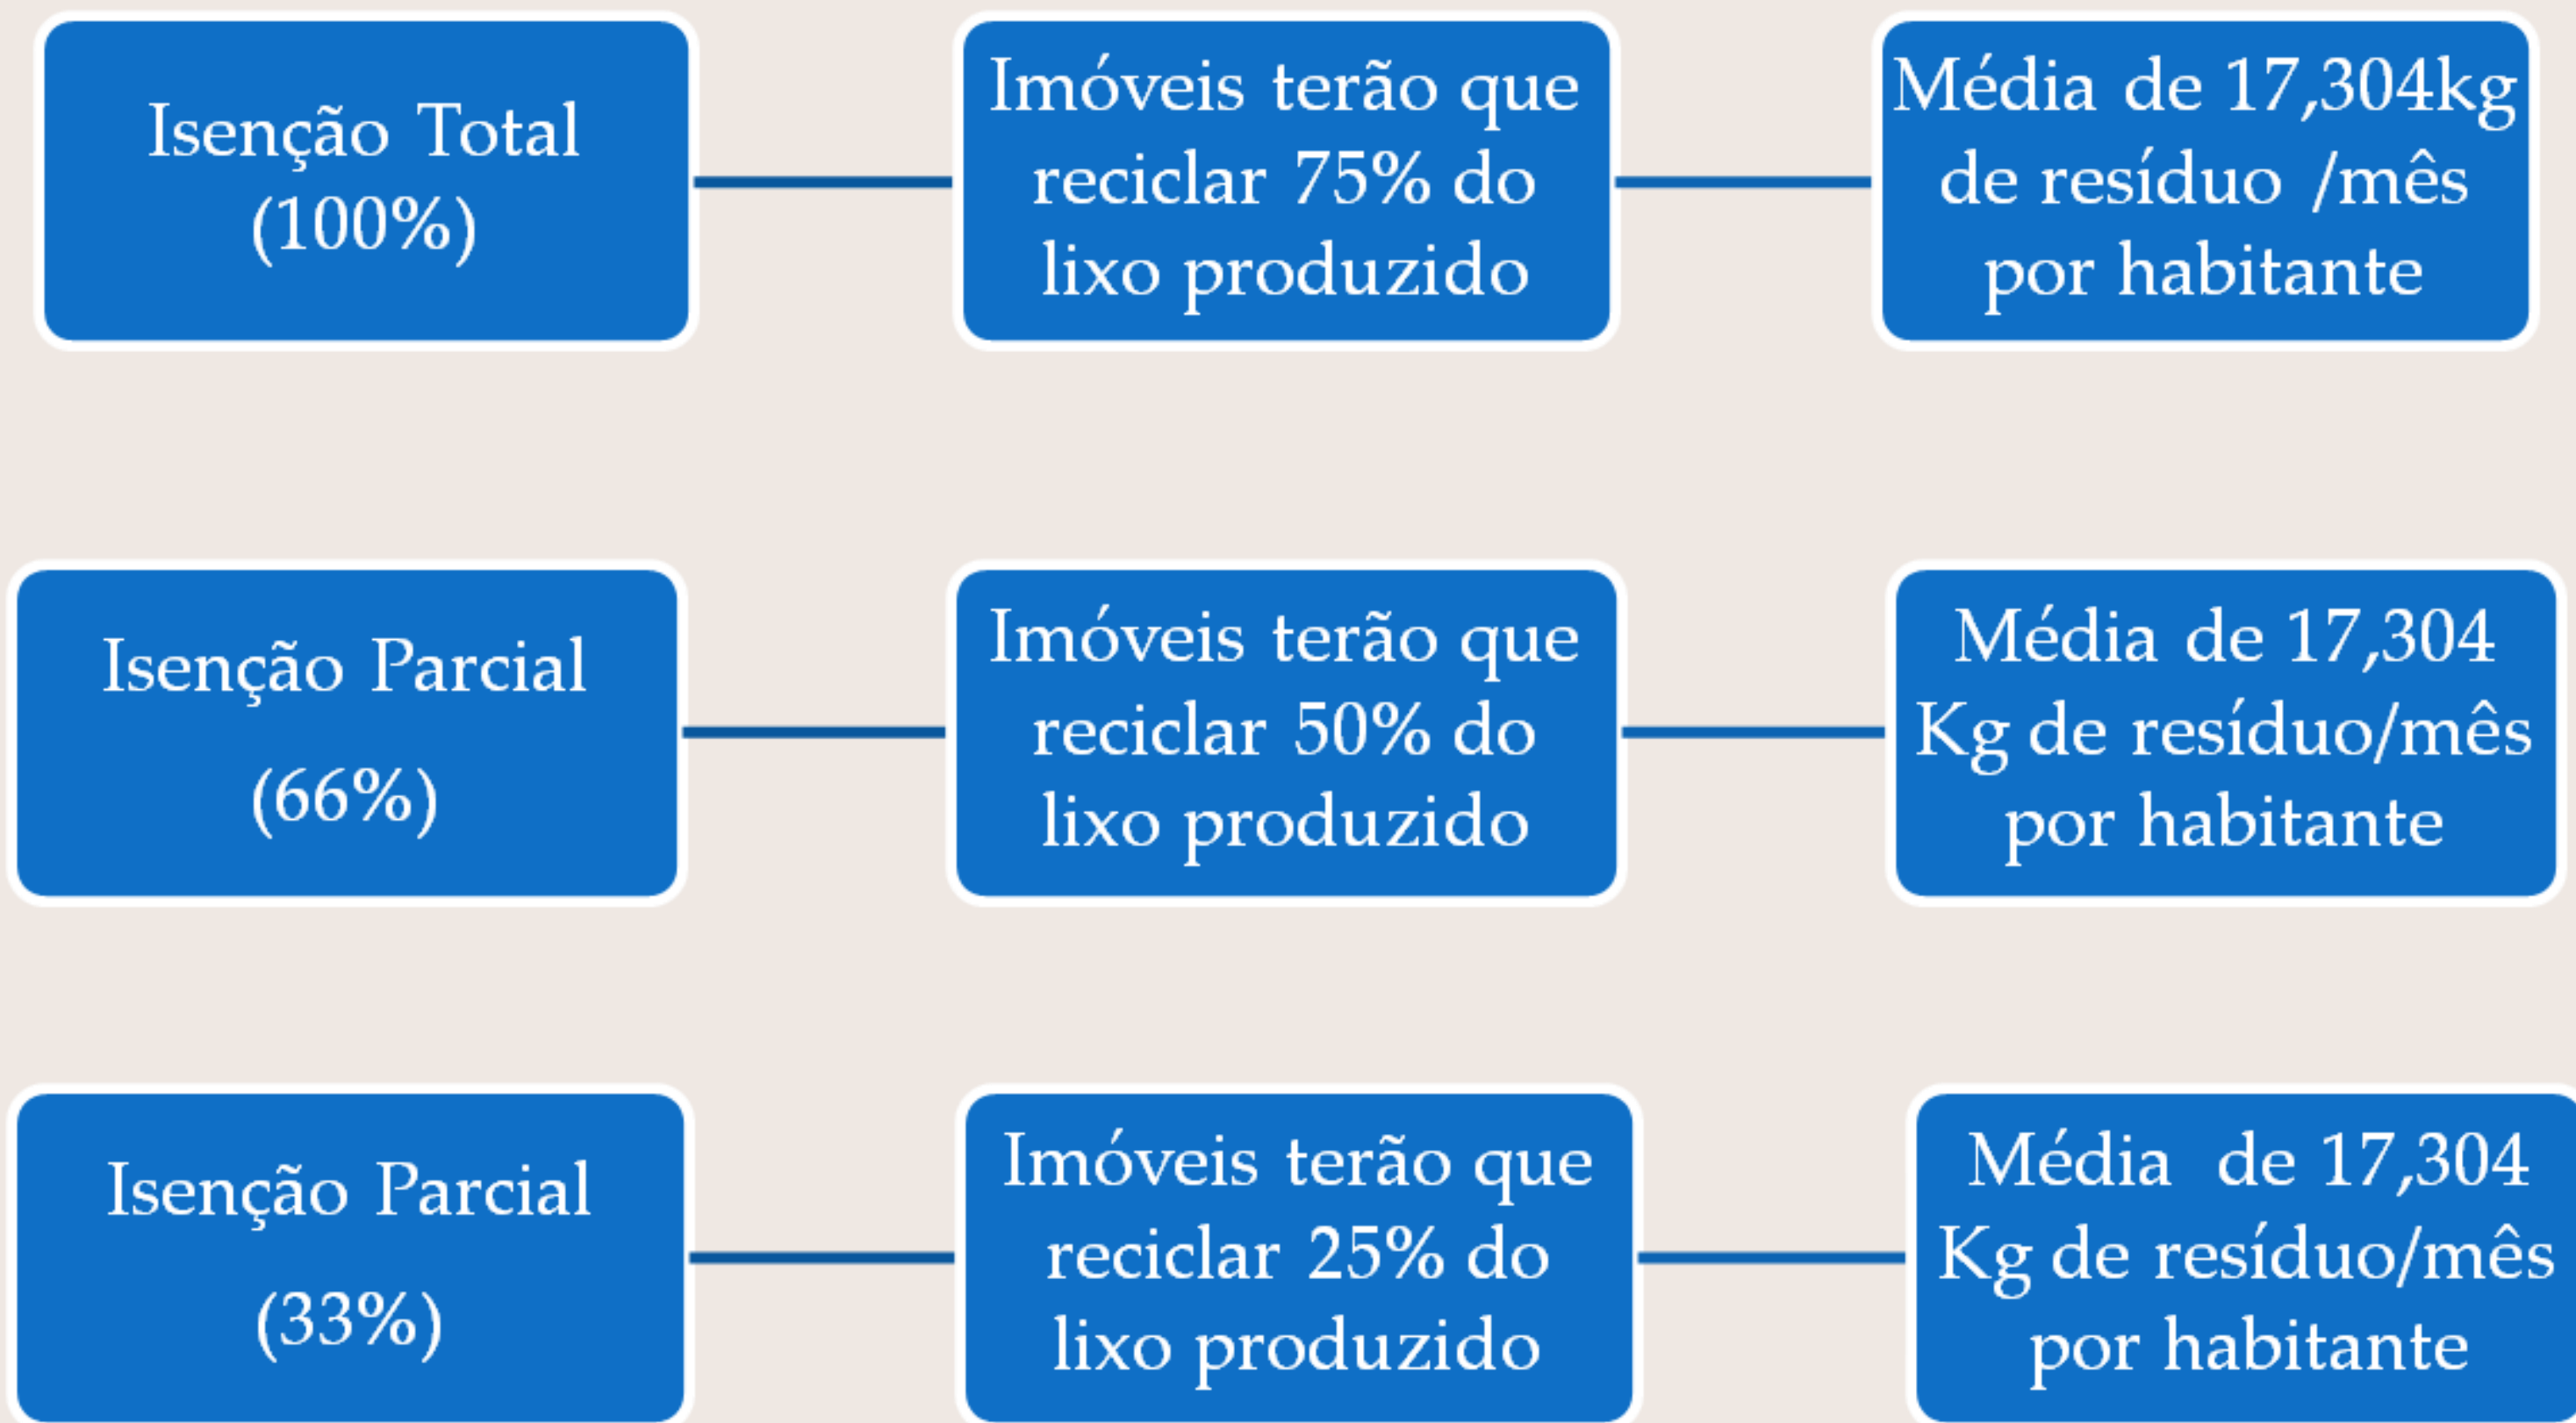 Isenção Total
(100%)
Imóveis terão que
reciclar 75% do
lixo produzido
Média de 17,304kg
de resíduo /mês
por habitante
Isenção Parcial
(66%)
Imóveis terão que
reciclar 50% do
lixo produzido
Média de 17,304
Kg de resíduo/mês
por habitante
Isenção Parcial
(33%)
Imóveis terão que
reciclar 25% do
lixo produzido
Média de 17,304
Kg de resíduo/mês
por habitante